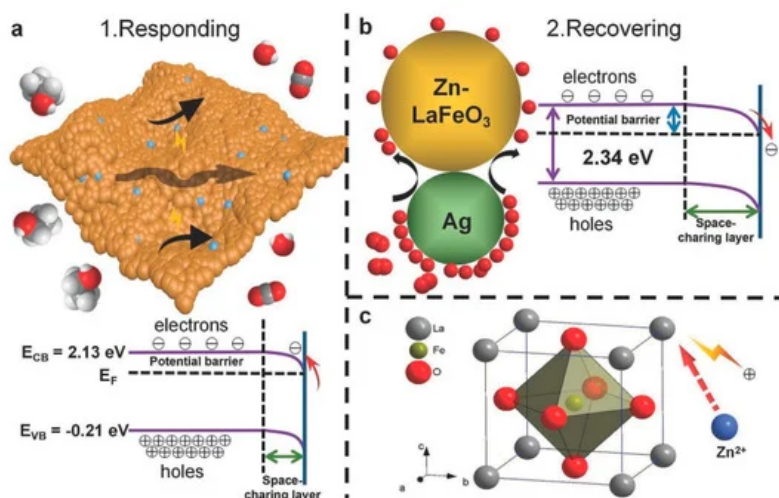 a
1.Responding
electrons
E_CB = 2.13 eV
Potential barrier
E_F
E_VB = -0.21 eV
holes
Space-
charing layer
b
2.Recovering
Zn-
LaFeO₃
Ag
electrons
Potential barrier
2.34 eV
holes
Space-
charing layer
c
La
Fe
O
c
a
b
Zn²⁺